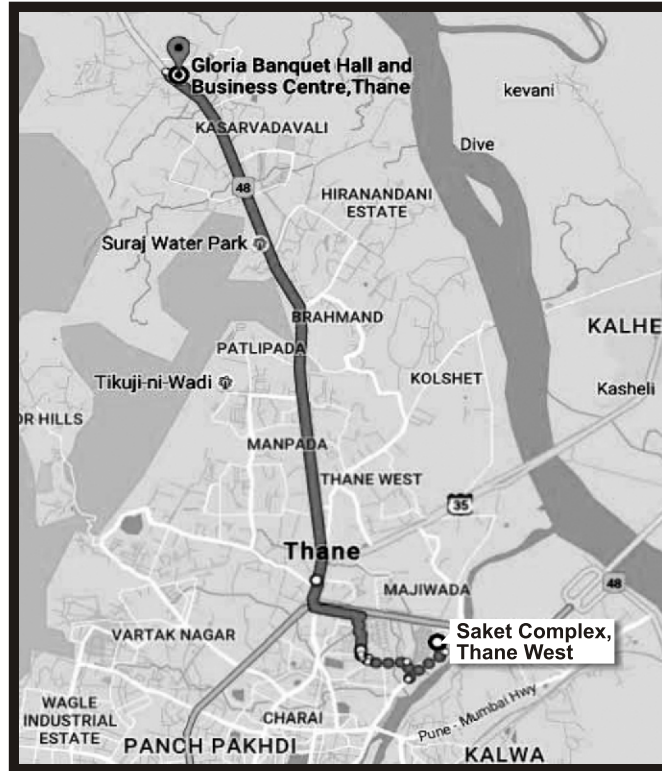 Gloria Banquet Hall and
Business Centre,Thane
kevani
KASARVADAVALI
Dive
48
HIRANANDANI
ESTATE
Suraj Water Park
BRAHMAND
KALHE
PATLIPADA
KOLSHET
Tikuji-ni-Wadi
Kasheli
OR HILLS
MANPADA
THANE WEST
35
Thane
48
MAJIWADA
VARTAK NAGAR
Saket Complex,
Thane West
WAGLE
INDUSTRIAL
ESTATE
CHARAI
Pune - Mumbai Hwy
PANCH PAKHDI
KALWA